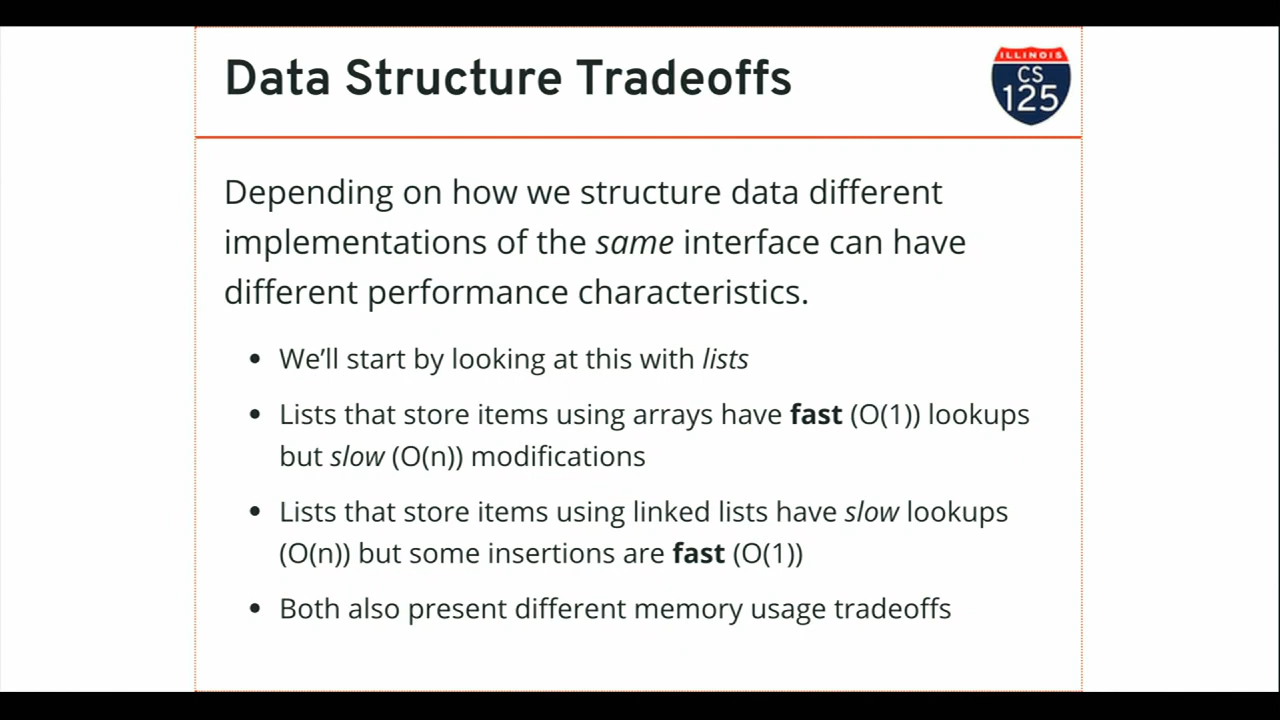 Data Structure Tradeoffs
ILLINOIS
CS
125
Depending on how we structure data different
implementations of the same interface can have
different performance characteristics.
• We’ll start by looking at this with lists
• Lists that store items using arrays have fast (O(1)) lookups
but slow (O(n)) modifications
• Lists that store items using linked lists have slow lookups
(O(n)) but some insertions are fast (O(1))
• Both also present different memory usage tradeoffs